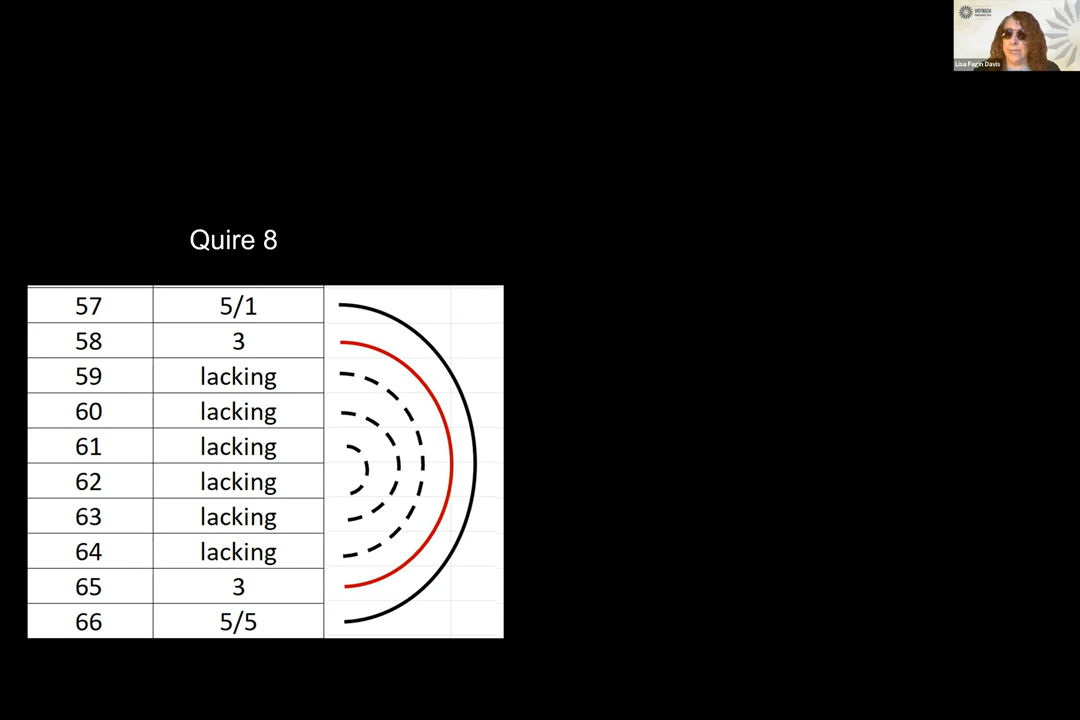 VOYNICH
Lisa Fagin Davis
Quire 8
57 5/1
58 3
59 lacking
60 lacking
61 lacking
62 lacking
63 lacking
64 lacking
65 3
66 5/5